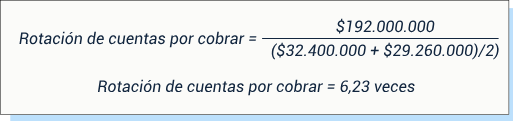 $192.000.000
Rotación de cuentas por cobrar =
($32.400.000 + $29.260.000)/2)
Rotación de cuentas por cobrar = 6,23 veces